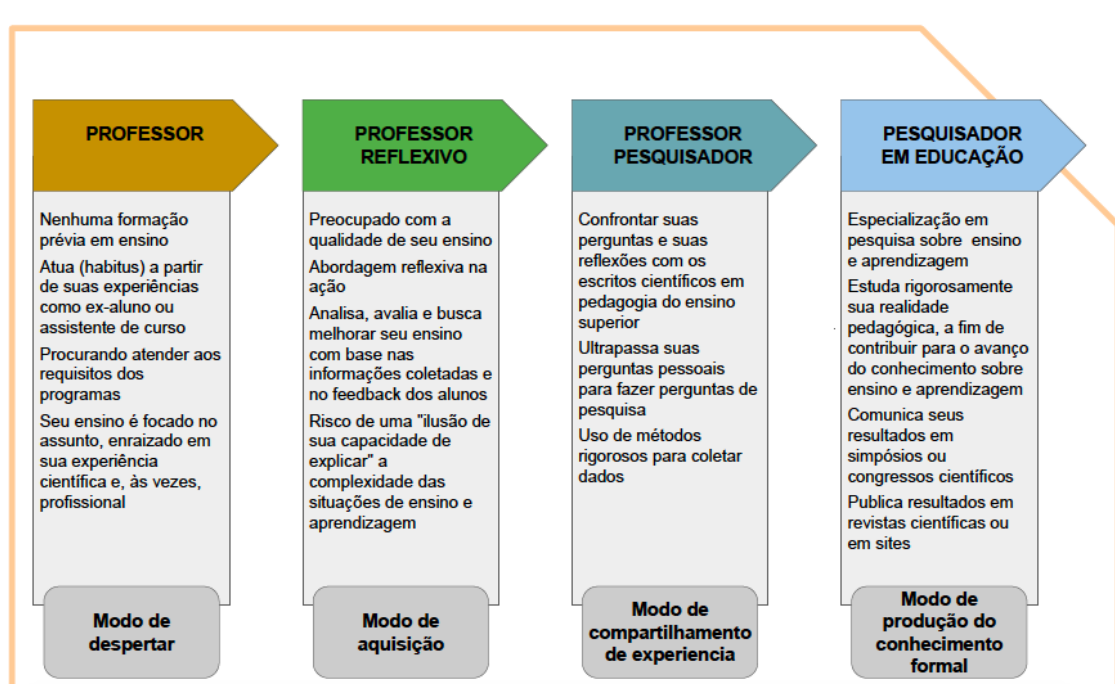 PROFESSOR
Nenhuma formação
prévia em ensino
Atua (habitus) a partir
de suas experiências
como ex-aluno ou
assistente de curso
Procurando atender aos
requisitos dos
programas
Seu ensino é focado no
assunto, enraizado em
sua experiência
científica e, às vezes,
profissional
Modo de
despertar
PROFESSOR
REFLEXIVO
Preocupado com a
qualidade de seu ensino
Abordagem reflexiva na
ação
Analisa, avalia e busca
melhorar seu ensino
com base nas
informações coletadas e
no feedback dos alunos
Risco de uma "ilusão de
sua capacidade de
explicar" a
complexidade das
situações de ensino e
aprendizagem
Modo de
aquisição
PROFESSOR
PESQUISADOR
Confrontar suas
perguntas e suas
reflexões com os
escritos científicos em
pedagogia do ensino
superior
Ultrapassa suas
perguntas pessoais
para fazer perguntas de
pesquisa
Uso de métodos
rigorosos para coletar
dados
Modo de
compartilhamento
de experiencia
PESQUISADOR
EM EDUCAÇÃO
Especialização em
pesquisa sobre ensino
e aprendizagem
Estuda rigorosamente
sua realidade
pedagógica, a fim de
contribuir para o avanço
do conhecimento sobre
ensino e aprendizagem
Comunica seus
resultados em
simpósios ou
congressos científicos
Publica resultados em
revistas científicas ou
em sites
Modo de
produção do
conhecimento
formal